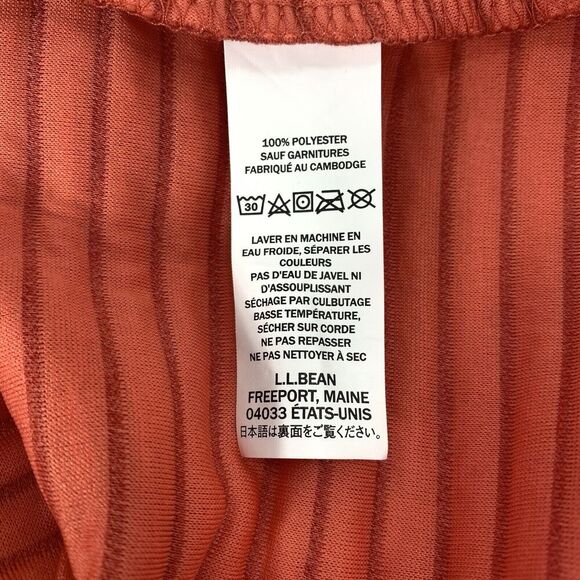 100% POLYESTER
SAUF GARNITURES
FABRIQUÉ AU CAMBODGE
30
LAVER EN MACHINE EN
EAU FROIDE, SÉPARER LES
COULEURS
PAS D'EAU DE JAVEL NI
D'ASSOUPLISSANT
SÉCHAGE PAR CULBUTAGE
BASSE TEMPÉRATURE,
SÉCHER SUR CORDE
NE PAS REPASSER
NE PAS NETTOYER À SEC
L.L.BEAN
FREEPORT, MAINE
04033 ÉTATS-UNIS
日本語は裏面をご覧ください。